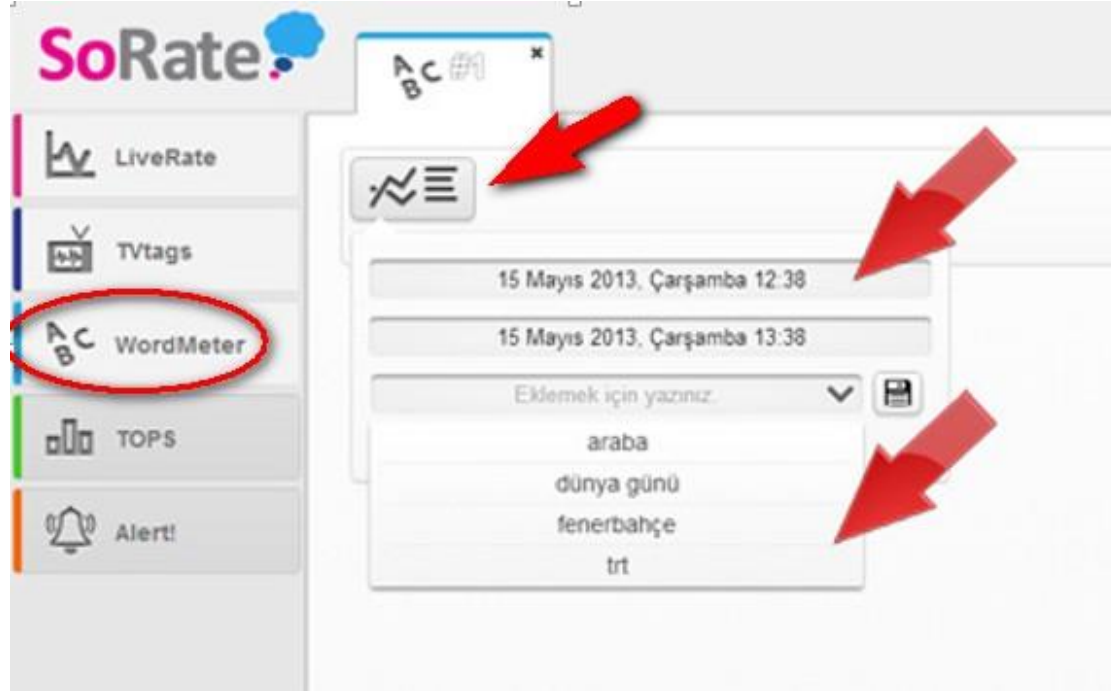 SoRate
ABC #1 ×
LiveRate
TVtags
ABC WordMeter
TOPS
Alert!
15 Mayıs 2013, Çarşamba 12:38
15 Mayıs 2013, Çarşamba 13:38
Eklemek için yazınız.
araba
dünya günü
fenerbahçe
trt